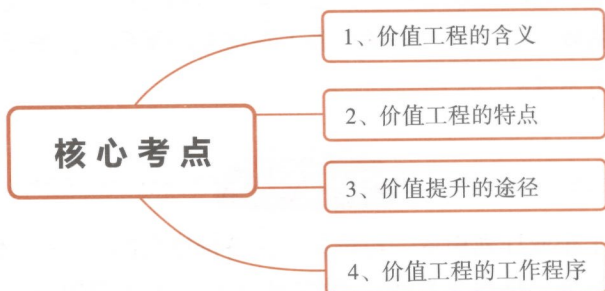 核心考点
1、价值工程的含义
2、价值工程的特点
3、价值提升的途径
4、价值工程的工作程序